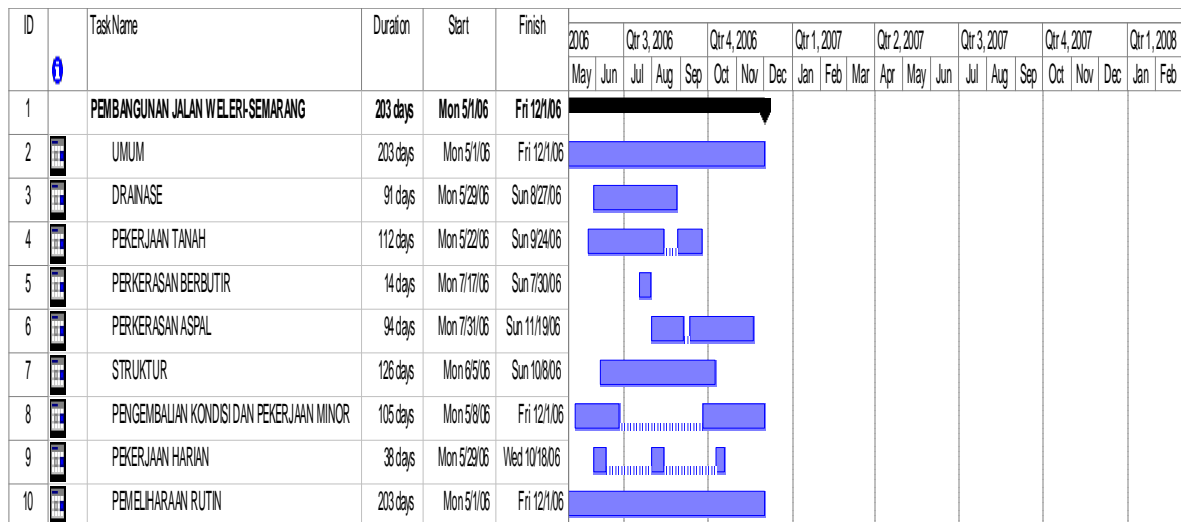 ID TaskName Duration Start Finish 2006 Qtr 3, 2006 Qtr 4, 2006 Qtr 1, 2007 Qtr 2, 2007 Qtr 3, 2007 Qtr 4, 2007 Qtr 1, 2008
May Jun Jul Aug Sep Oct Nov Dec Jan Feb Mar Apr May Jun Jul Aug Sep Oct Nov Dec Jan Feb
1 PEMBANGUNAN JALAN WELERI-SEMARANG 203 days Mon 5/1/06 Fri 12/1/06
2 UMUM 203 days Mon 5/1/06 Fri 12/1/06
3 DRAINASE 91 days Mon 5/29/06 Sun 8/27/06
4 PEKERJAAN TANAH 112 days Mon 5/22/06 Sun 9/24/06
5 PERKERASAN BERBUTIR 14 days Mon 7/17/06 Sun 7/30/06
6 PERKERASAN ASPAL 94 days Mon 7/31/06 Sun 11/19/06
7 STRUKTUR 126 days Mon 6/5/06 Sun 10/8/06
8 PENGEMBALIAN KONDISI DAN PEKERJAAN MINOR 105 days Mon 5/8/06 Fri 12/1/06
9 PEKERJAAN HARIAN 38 days Mon 5/29/06 Wed 10/18/06
10 PEMELIHARAAN RUTIN 203 days Mon 5/1/06 Fri 12/1/06